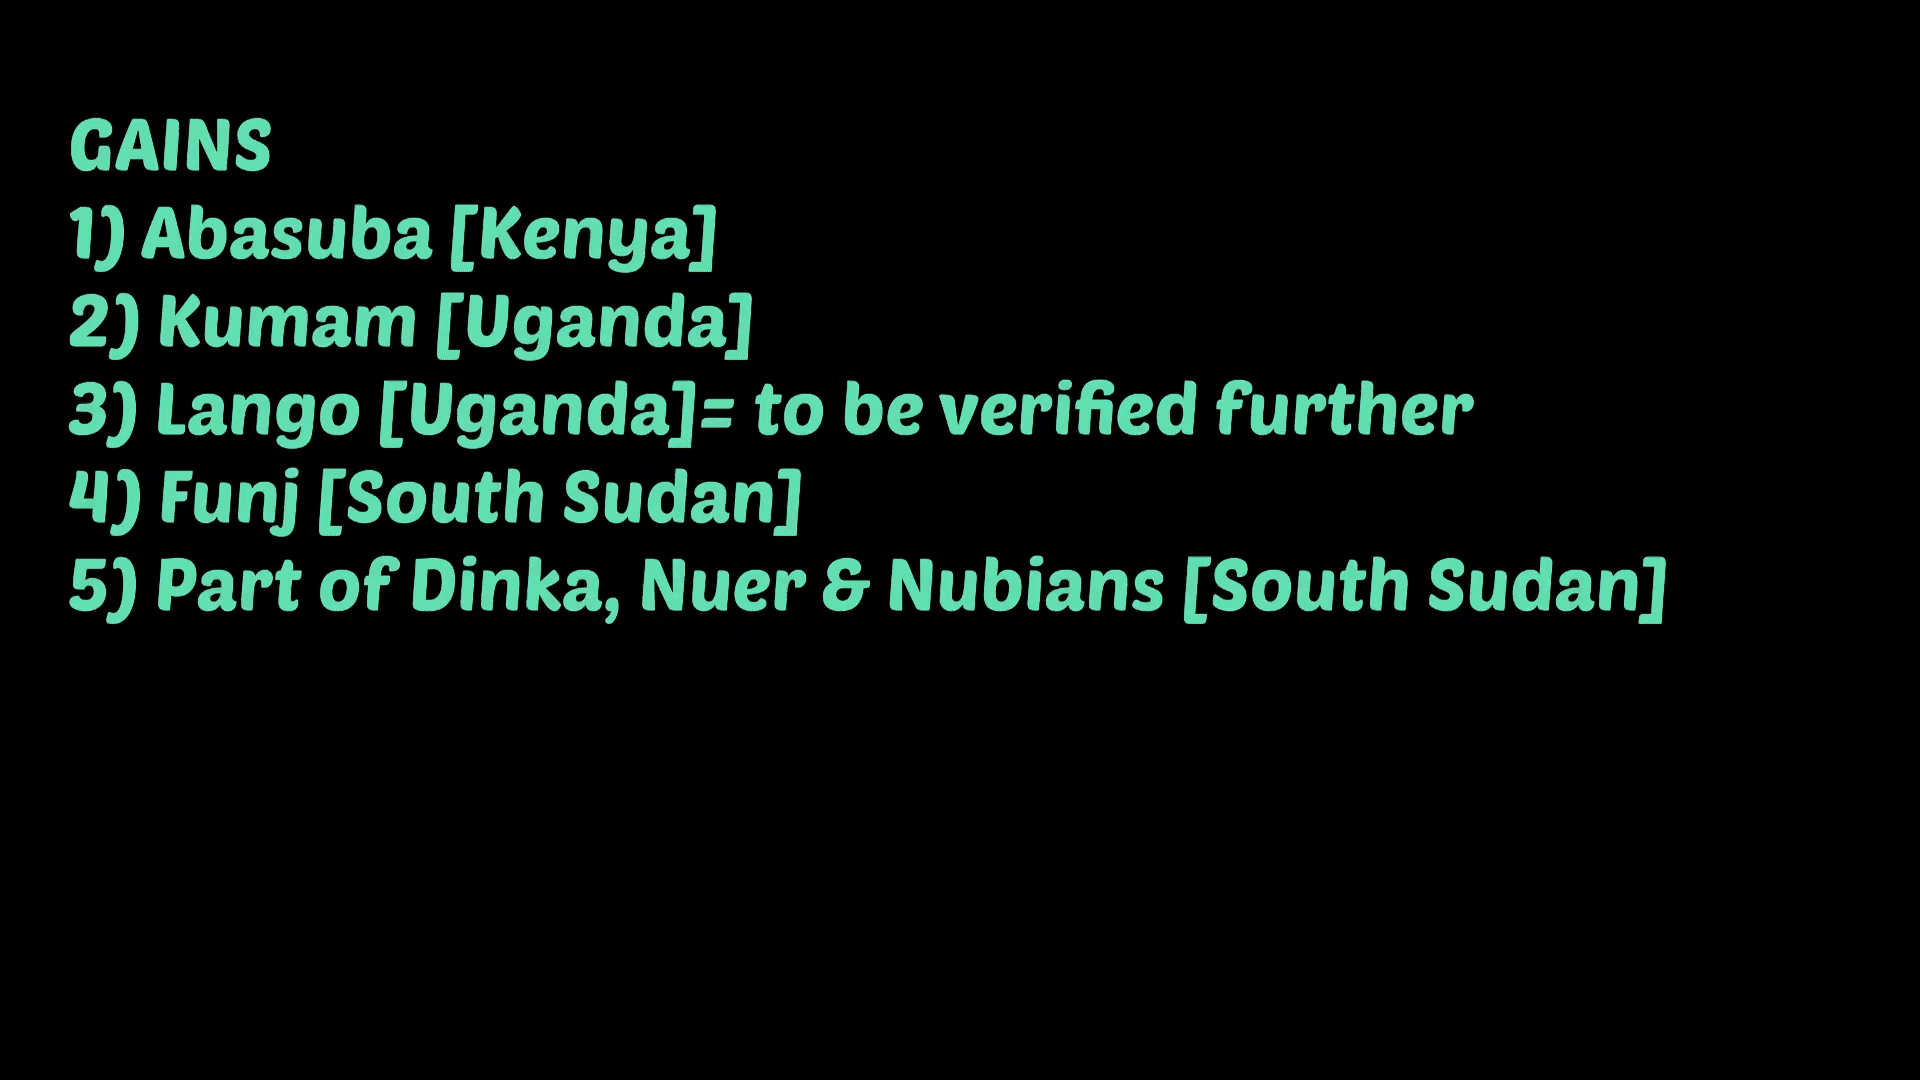 GAINS
1) Abasuba [Kenya]
2) Kumam [Uganda]
3) Lango [Uganda]= to be verified further
4) Funj [South Sudan]
5) Part of Dinka, Nuer & Nubians [South Sudan]